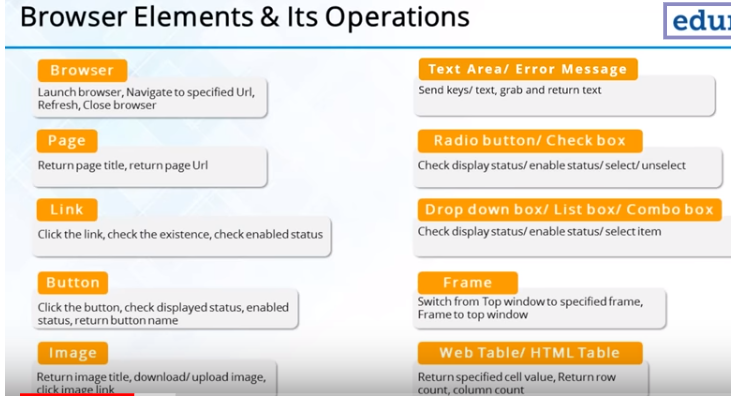 Browser Elements & Its Operations
Browser
Launch browser, Navigate to specified Url,
Refresh, Close browser
Page
Return page title, return page Url
Link
Click the link, check the existence, check enabled status
Button
Click the button, check displayed status, enabled
status, return button name
Image
Return image title, download/ upload image,
click image link
Text Area/ Error Message
Send keys/ text, grab and return text
Radio button/ Check box
Check display status/ enable status/ select/ unselect
Drop down box/ List box/ Combo box
Check display status/ enable status/ select item
Frame
Switch from Top window to specified frame,
Frame to top window
Web Table/ HTML Table
Return specified cell value, Return row
count, column count